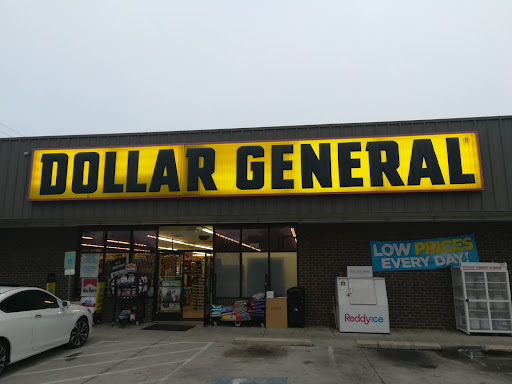 DOLLAR GENERAL®
LOW PRICES
EVERY DAY!
Reddy ice